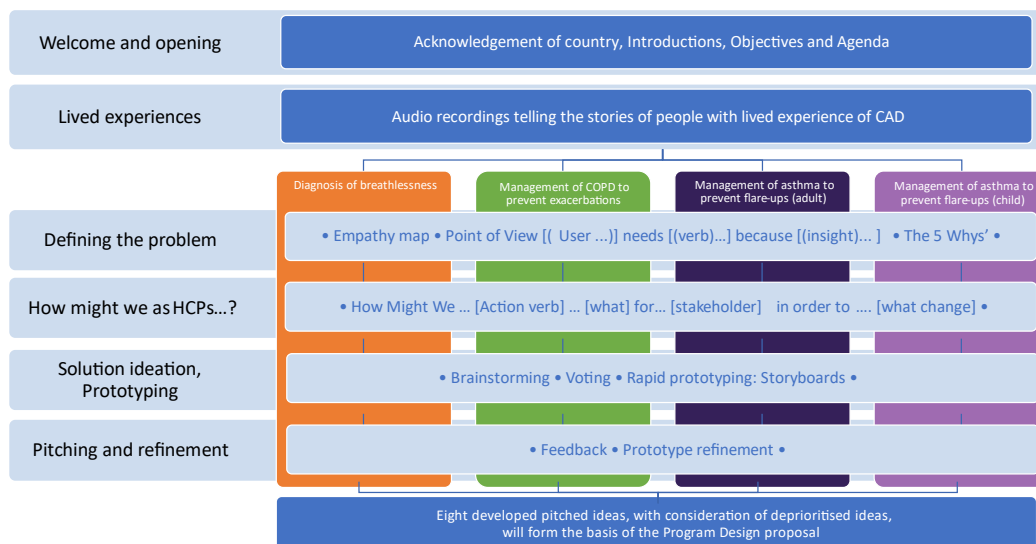 Welcome and opening
Acknowledgement of country, Introductions, Objectives and Agenda
Lived experiences
Audio recordings telling the stories of people with lived experience of CAD
Diagnosis of breathlessness
Management of COPD to
prevent exacerbations
Management of asthma to
prevent flare-ups (adult)
Management of asthma to
prevent flare-ups (child)
Defining the problem
• Empathy map • Point of View [( User ...)] needs [(verb)...] because [(insight)... ] • The 5 Whys’ •
How might we as HCPs…?
• How Might We … [Action verb] … [what] for… [stakeholder] in order to …. [what change] •
Solution ideation,
Prototyping
• Brainstorming • Voting • Rapid prototyping: Storyboards •
Pitching and refinement
• Feedback • Prototype refinement •
Eight developed pitched ideas, with consideration of deprioritised ideas,
will form the basis of the Program Design proposal